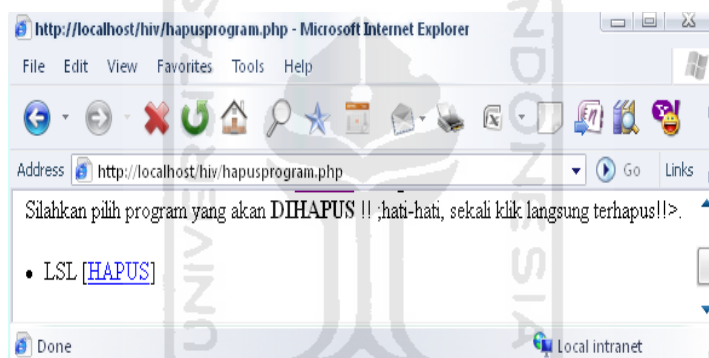 http://localhost/hiv/hapusprogram.php - Microsoft Internet Explorer
File Edit View Favorites Tools Help
Address http://localhost/hiv/hapusprogram.php Go Links
Silahkan pilih program yang akan DIHAPUS !! ;hati-hati, sekali klik langsung terhapus!!>.
• LSL [HAPUS]
Done Local intranet
UNIVERSITAS
INDONESIA